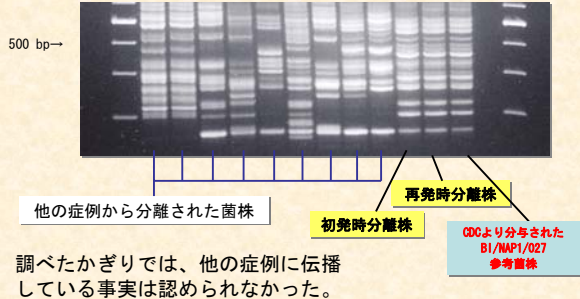 500 bp→
他の症例から分離された菌株
初発時分離株
再発時分離株
CDCより分与された
BI/NAP1/027
参考菌株
調べたかぎりでは、他の症例に伝播
している事実は認められなかった。